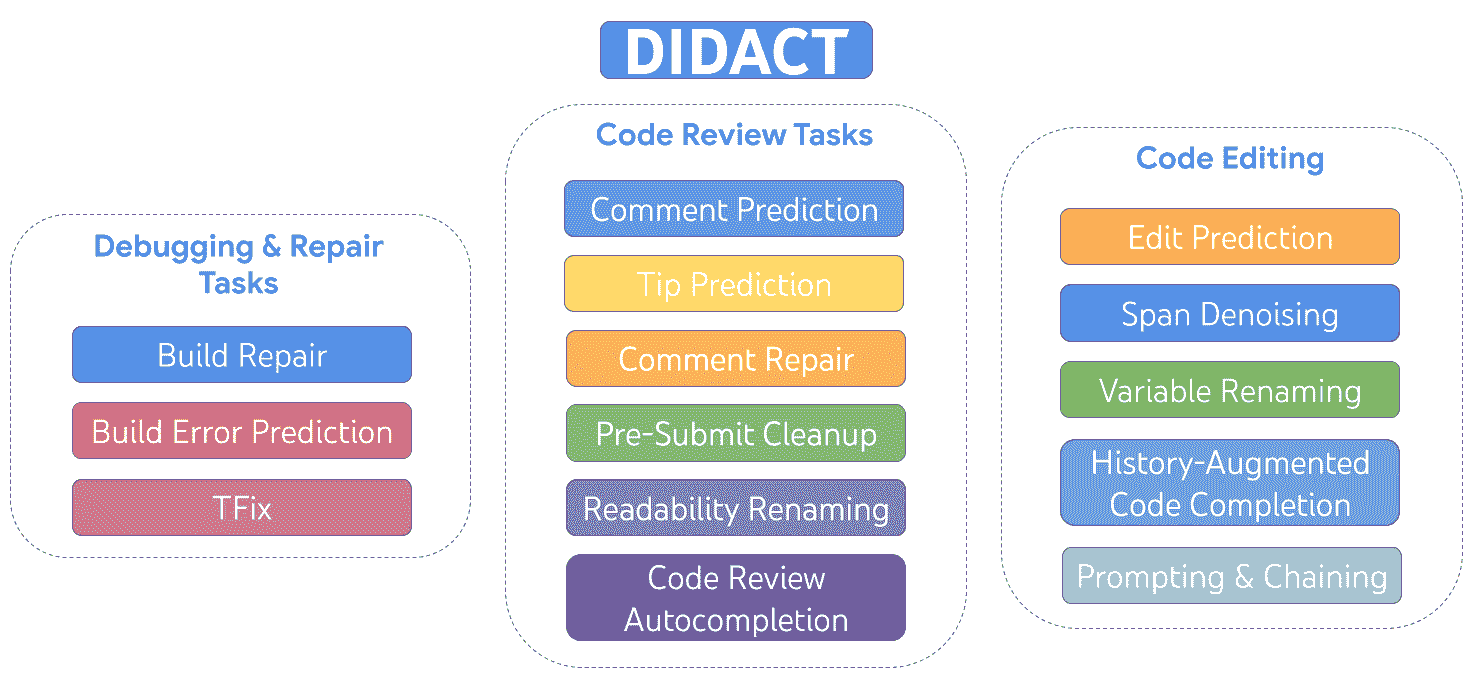 DIDACT
Debugging & Repair
Tasks
Build Repair
Build Error Prediction
TFix
Code Review Tasks
Comment Prediction
Tip Prediction
Comment Repair
Pre-Submit Cleanup
Readability Renaming
Code Review
Autocompletion
Code Editing
Edit Prediction
Span Denoising
Variable Renaming
History-Augmented
Code Completion
Prompting & Chaining